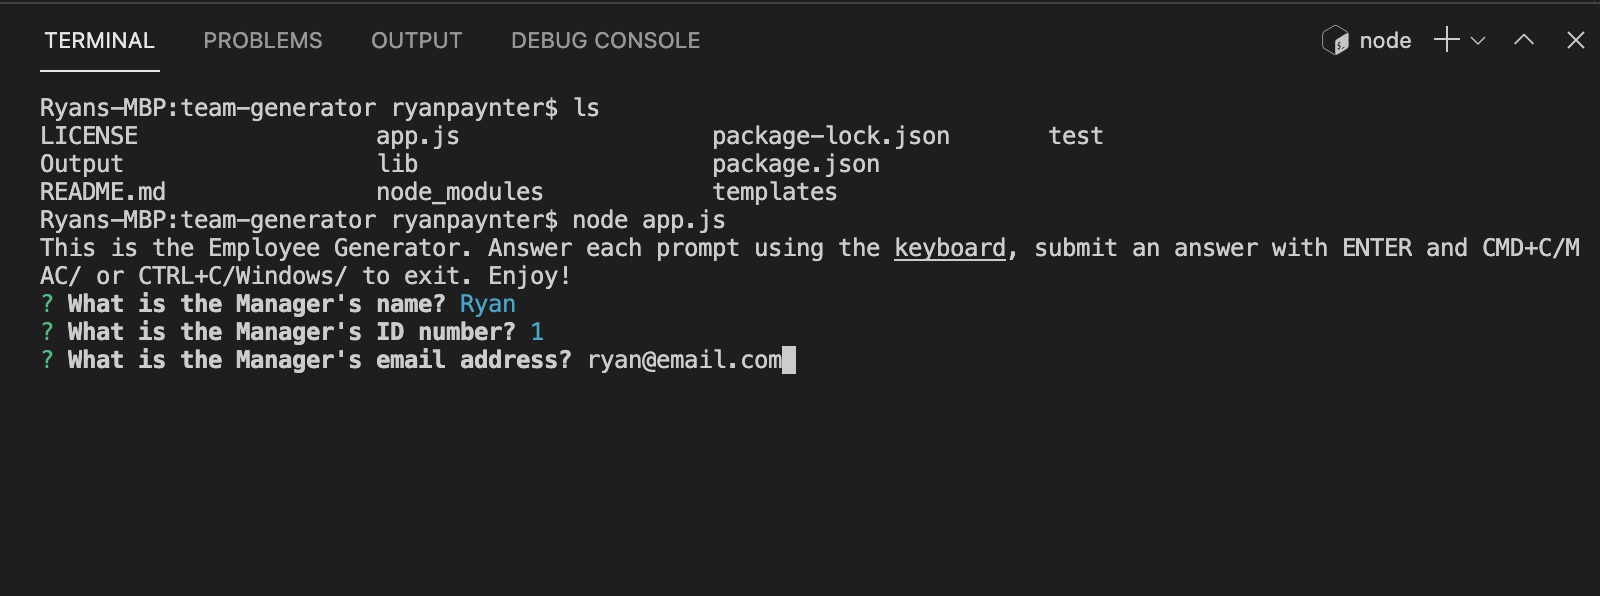 TERMINAL PROBLEMS OUTPUT DEBUG CONSOLE node
Ryans-MBP:team-generator ryanpaynter$ ls
LICENSE app.js package-lock.json test
Output lib package.json
README.md node_modules templates
Ryans-MBP:team-generator ryanpaynter$ node app.js
This is the Employee Generator. Answer each prompt using the keyboard, submit an answer with ENTER and CMD+C/M
AC/ or CTRL+C/Windows/ to exit. Enjoy!
? What is the Manager's name? Ryan
? What is the Manager's ID number? 1
? What is the Manager's email address? ryan@email.com